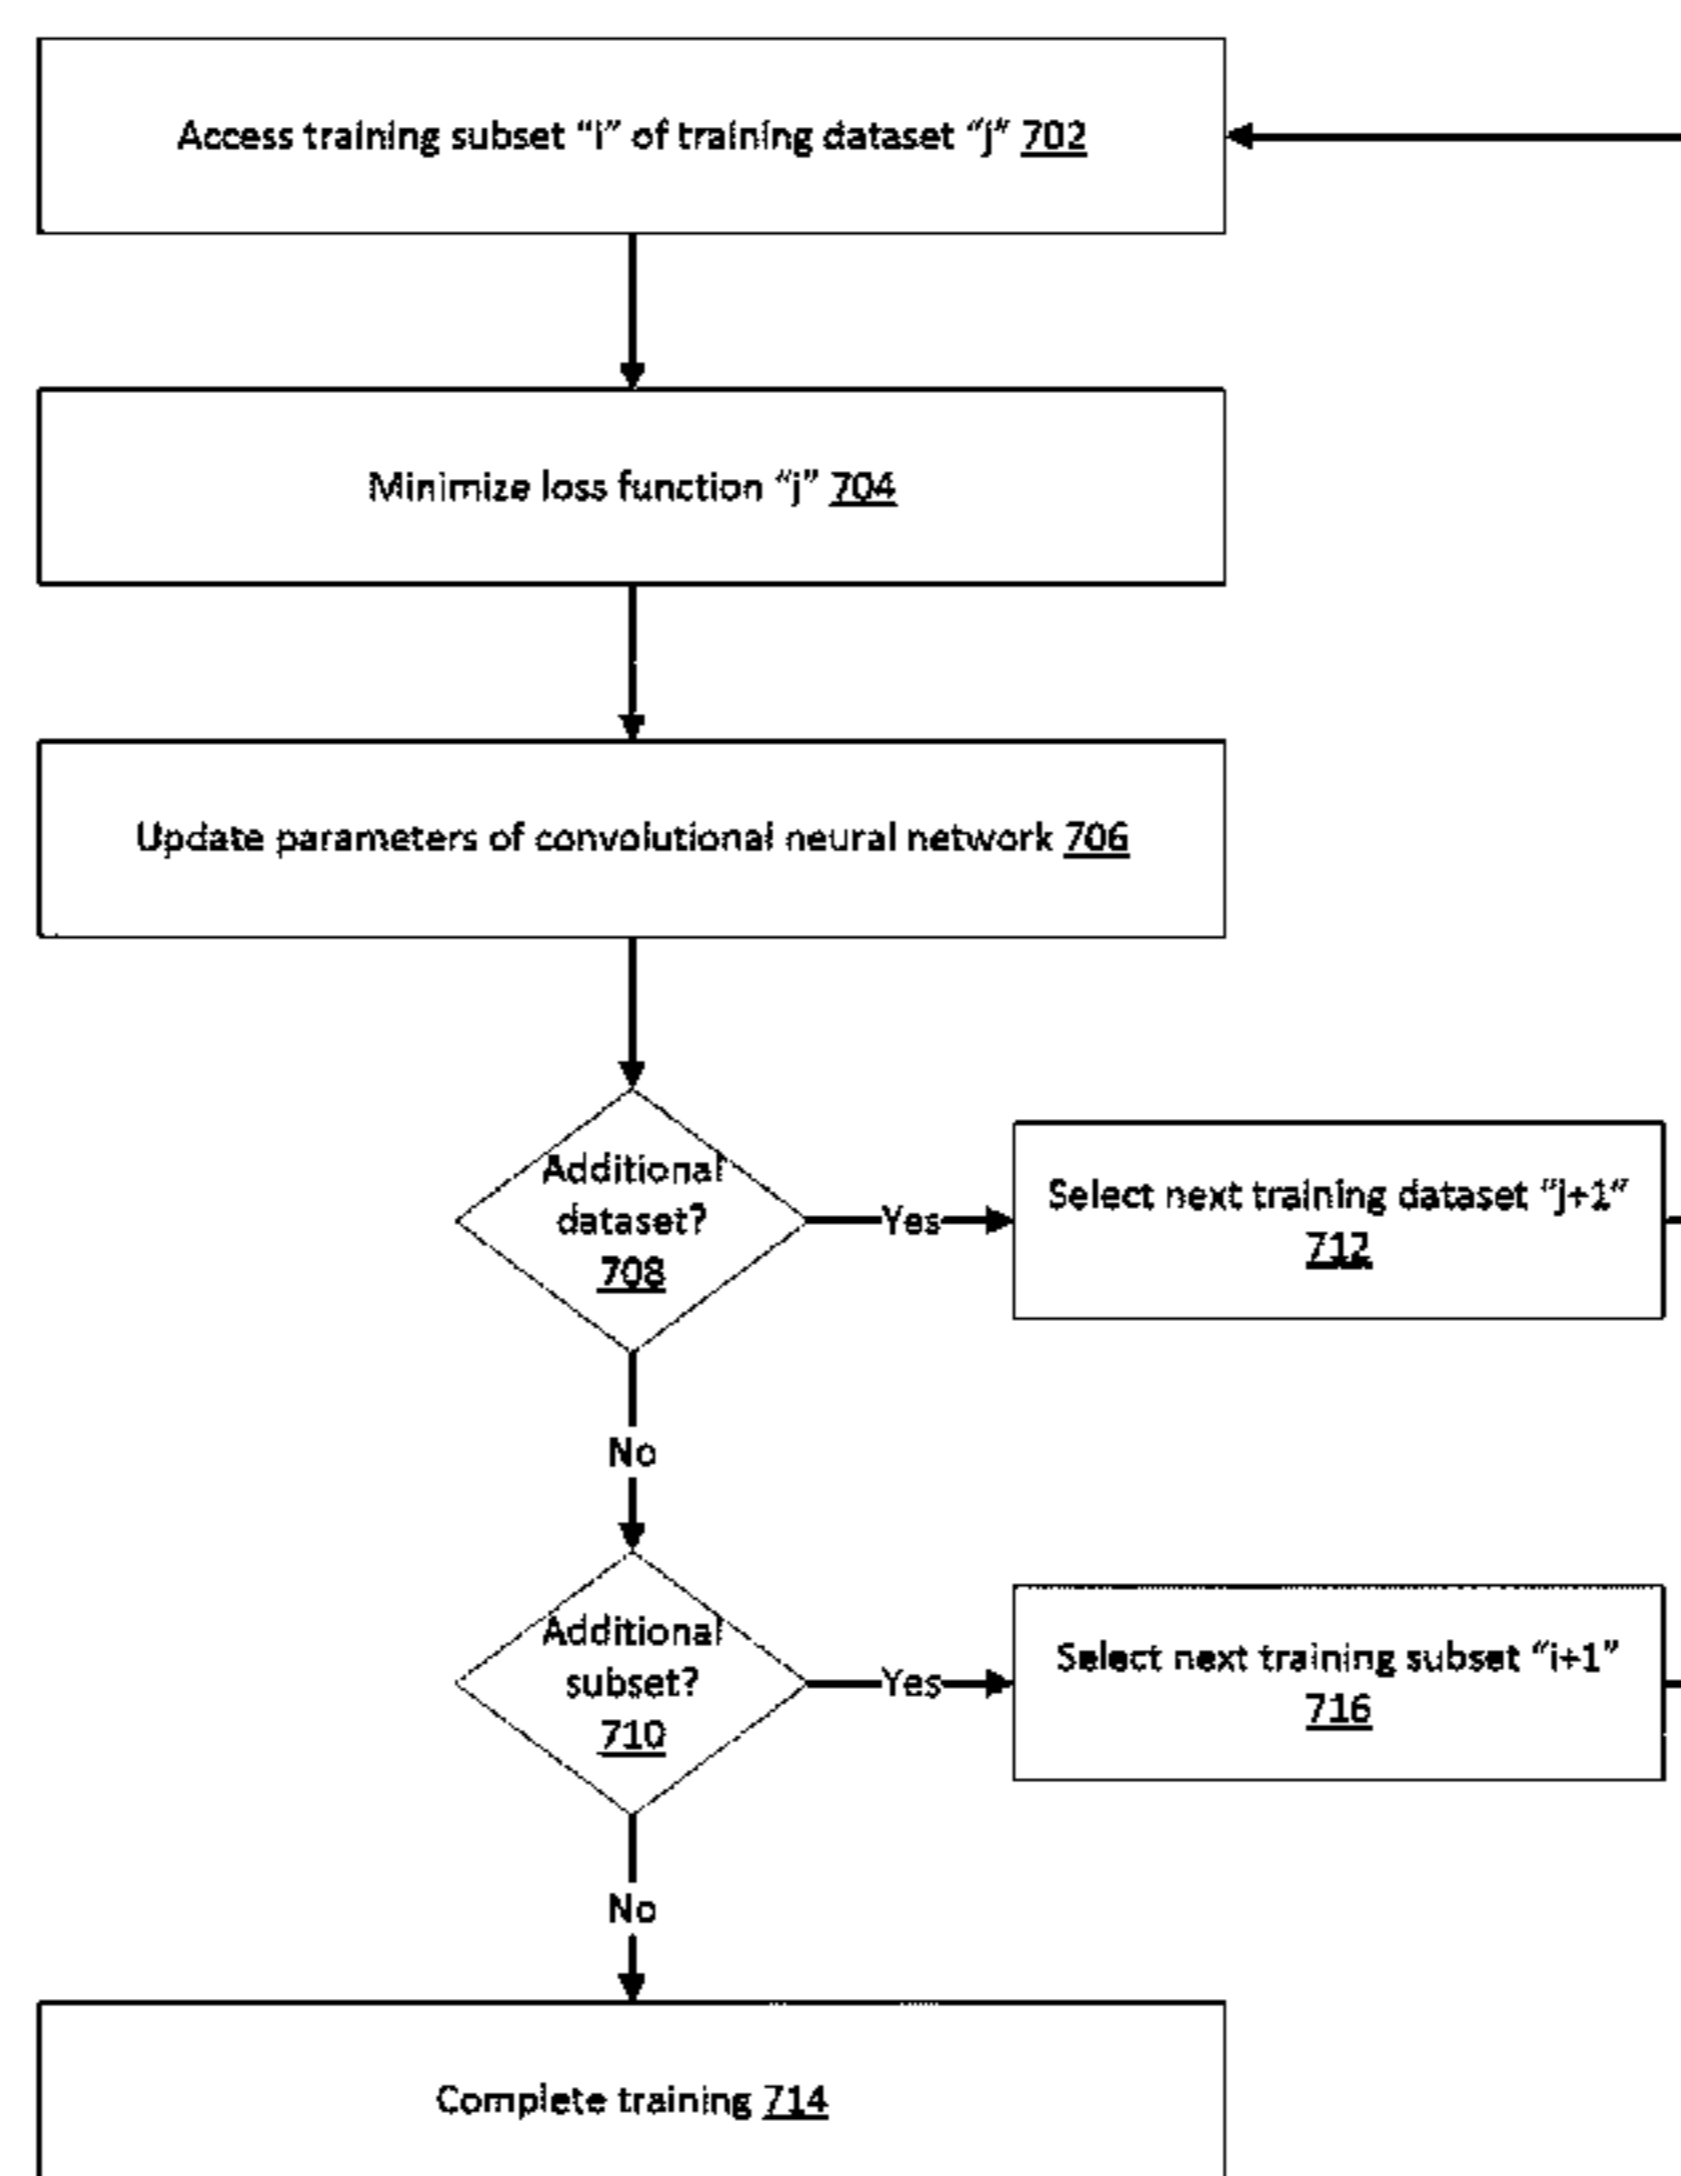 Access training subset “i” of training dataset “j” 702
Minimize loss function “j” 704
Update parameters of convolutional neural network 706
Additional
dataset?
708
Yes
Select next training dataset “j+1”
712
No
Additional
subset?
710
Yes
Select next training subset “i+1”
716
No
Complete training 714